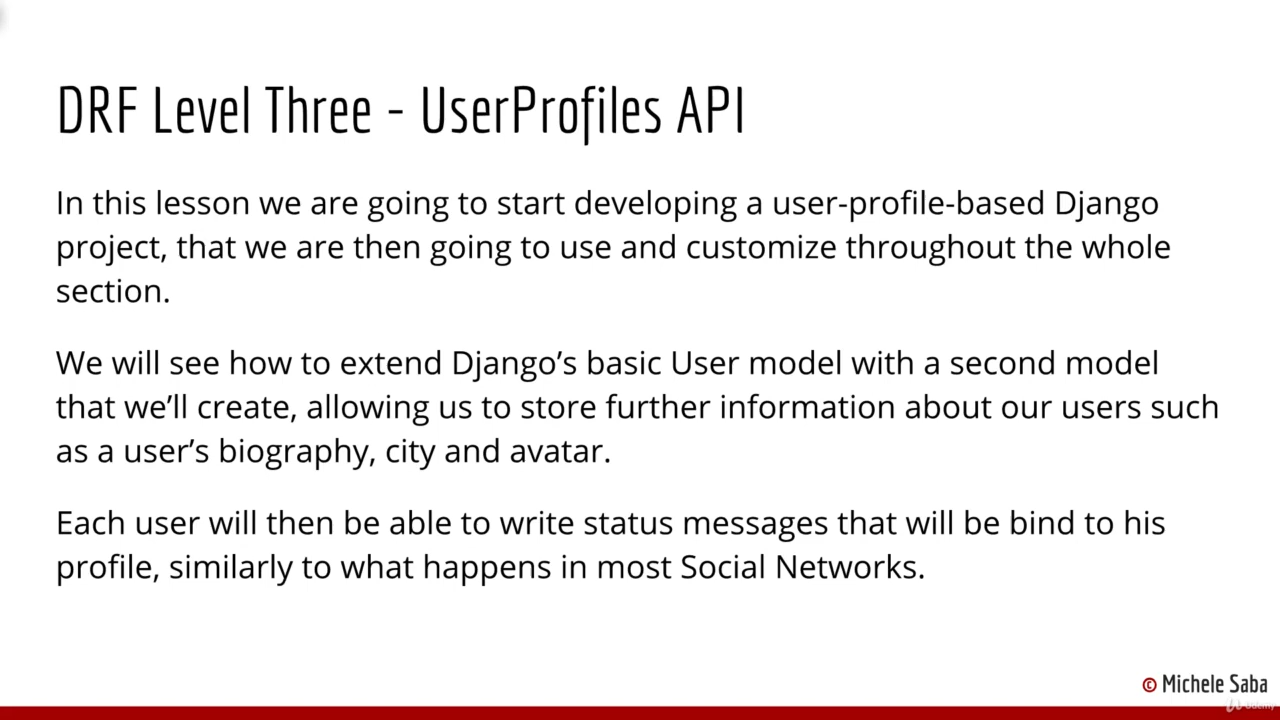 DRF Level Three - UserProfiles API
In this lesson we are going to start developing a user-profile-based Django
project, that we are then going to use and customize throughout the whole
section.
We will see how to extend Django’s basic User model with a second model
that we’ll create, allowing us to store further information about our users such
as a user’s biography, city and avatar.
Each user will then be able to write status messages that will be bind to his
profile, similarly to what happens in most Social Networks.
© Michele Saba
Udemy